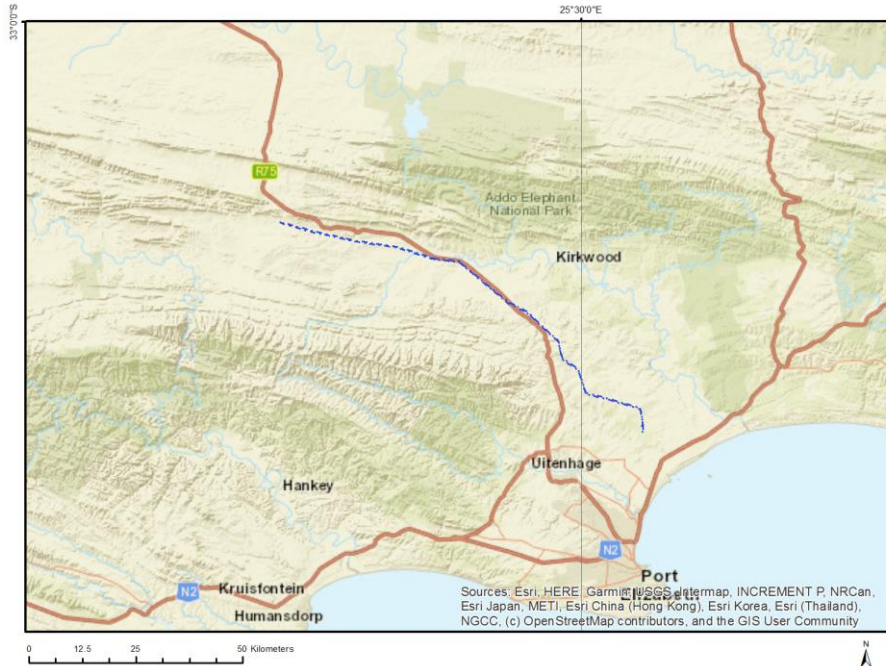 25°30'0"E
33°0'0"S
R75
Addo Elephant
National Park
Kirkwood
Uitenhage
Hankey
N2
Port
Elizabeth
N2
Kruisfontein
Humansdorp
Sources: Esri, HERE, Garmin, USGS, Intermap, INCREMENT P, NRCan,
Esri Japan, METI, Esri China (Hong Kong), Esri Korea, Esri (Thailand),
NGCC, (c) OpenStreetMap contributors, and the GIS User Community
0 12.5 25 50 Kilometers
N